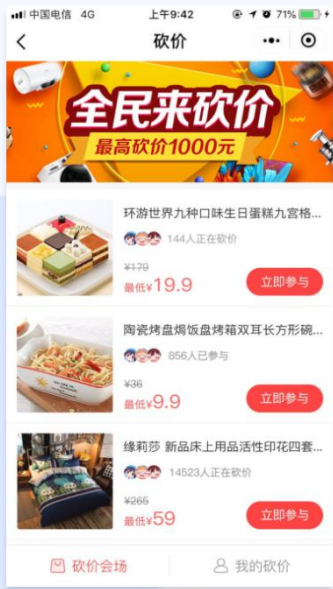 中国电信 4G 上午9:42 71%
砍价
全民来砍价
最高砍价1000元
环游世界九种口味生日蛋糕九宫格...
144人正在砍价
¥179
最低¥19.9
立即参与
陶瓷烤盘焗饭盘烤箱双耳长方形碗...
856人已参与
¥36
最低¥9.9
立即参与
缘莉莎 新品床上用品活性印花四套...
14523人正在砍价
¥265
最低¥59
立即参与
砍价会场 我的砍价